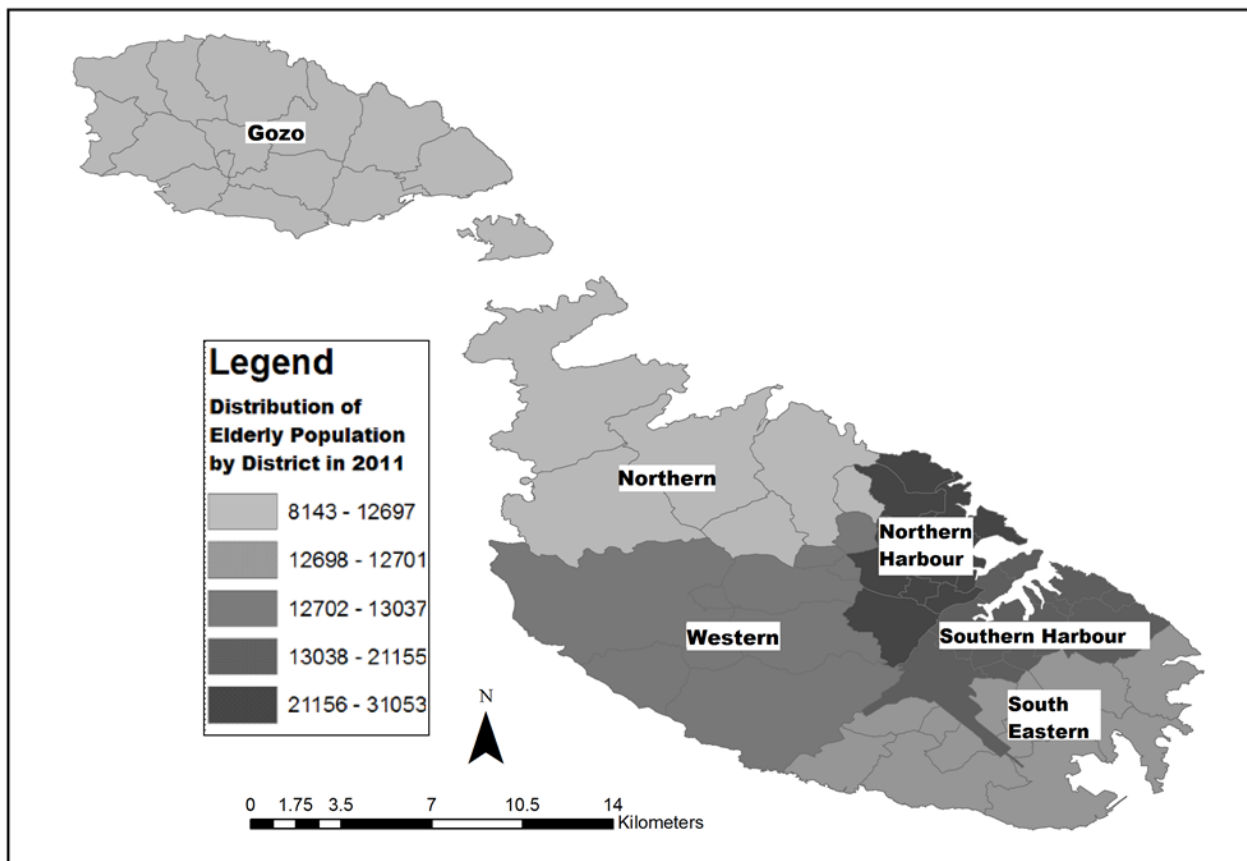 Gozo
Legend
Distribution of
Elderly Population
by District in 2011
8143 - 12697
12698 - 12701
12702 - 13037
13038 - 21155
21156 - 31053
Northern
Northern
Harbour
Western
Southern Harbour
South
Eastern
N
0 1.75 3.5 7 10.5 14
Kilometers